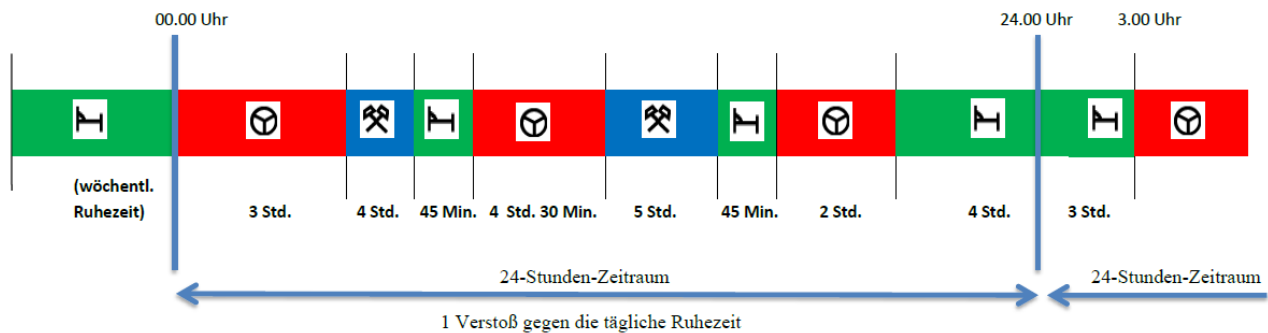 00.00 Uhr 24.00 Uhr 3.00 Uhr
(wöchentl.
Ruhezeit) 3 Std. 4 Std. 45 Min. 4 Std. 30 Min. 5 Std. 45 Min. 2 Std. 4 Std. 3 Std.
24-Stunden-Zeitraum 24-Stunden-Zeitraum
1 Verstoß gegen die tägliche Ruhezeit